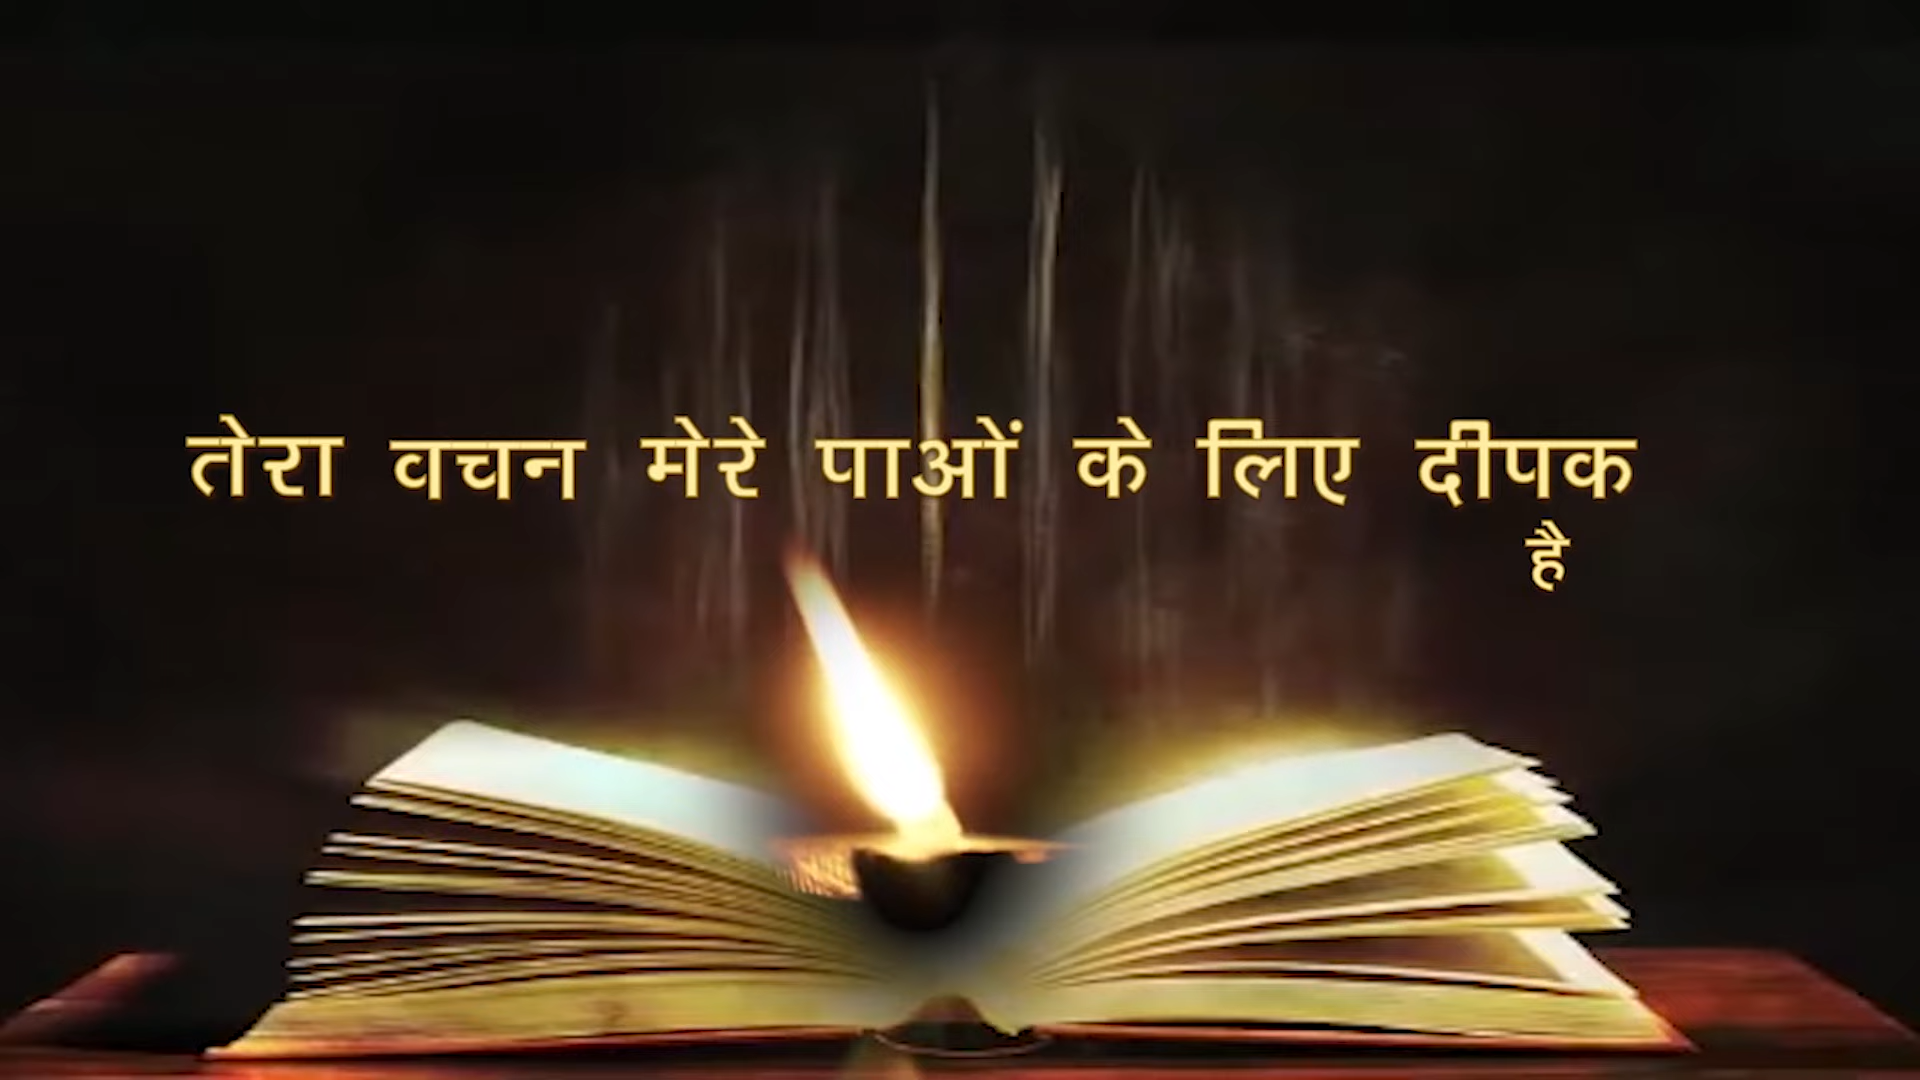 तेरा वचन मेरे पाओं के लिए दीपक
है